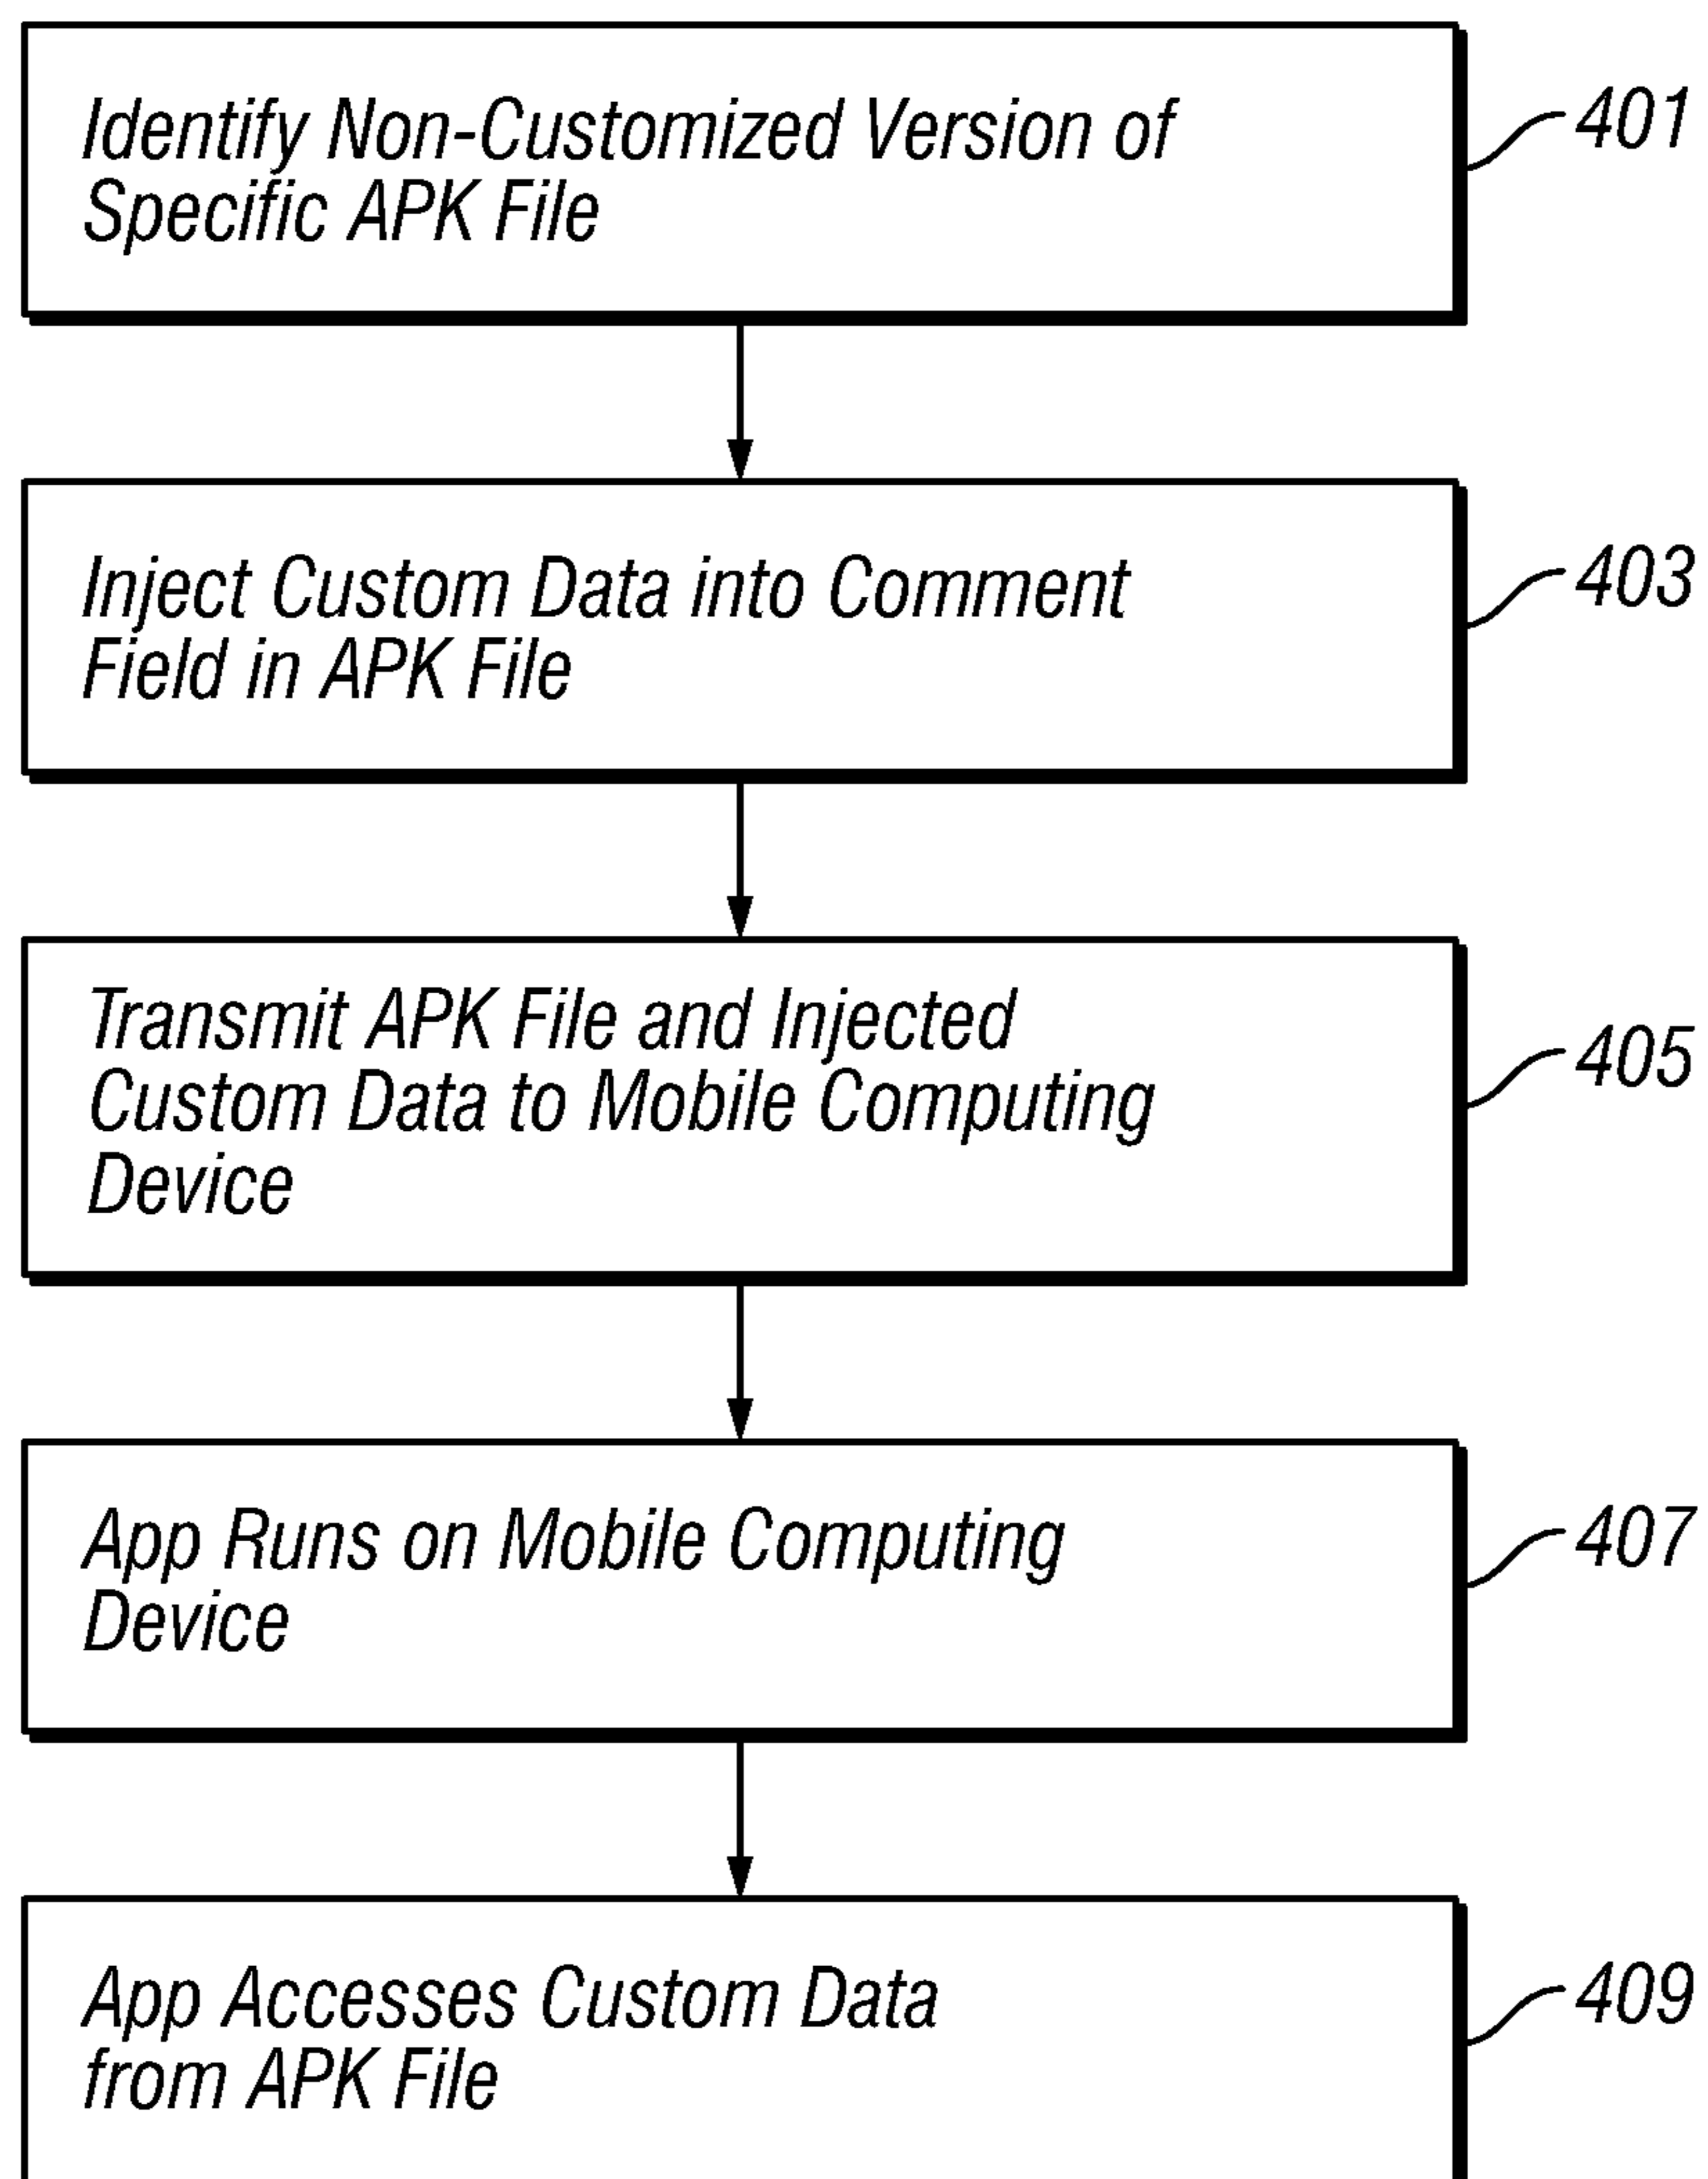 Identify Non-Customized Version of
Specific APK File
401
Inject Custom Data into Comment
Field in APK File
403
Transmit APK File and Injected
Custom Data to Mobile Computing
Device
405
App Runs on Mobile Computing
Device
407
App Accesses Custom Data
from APK File
409